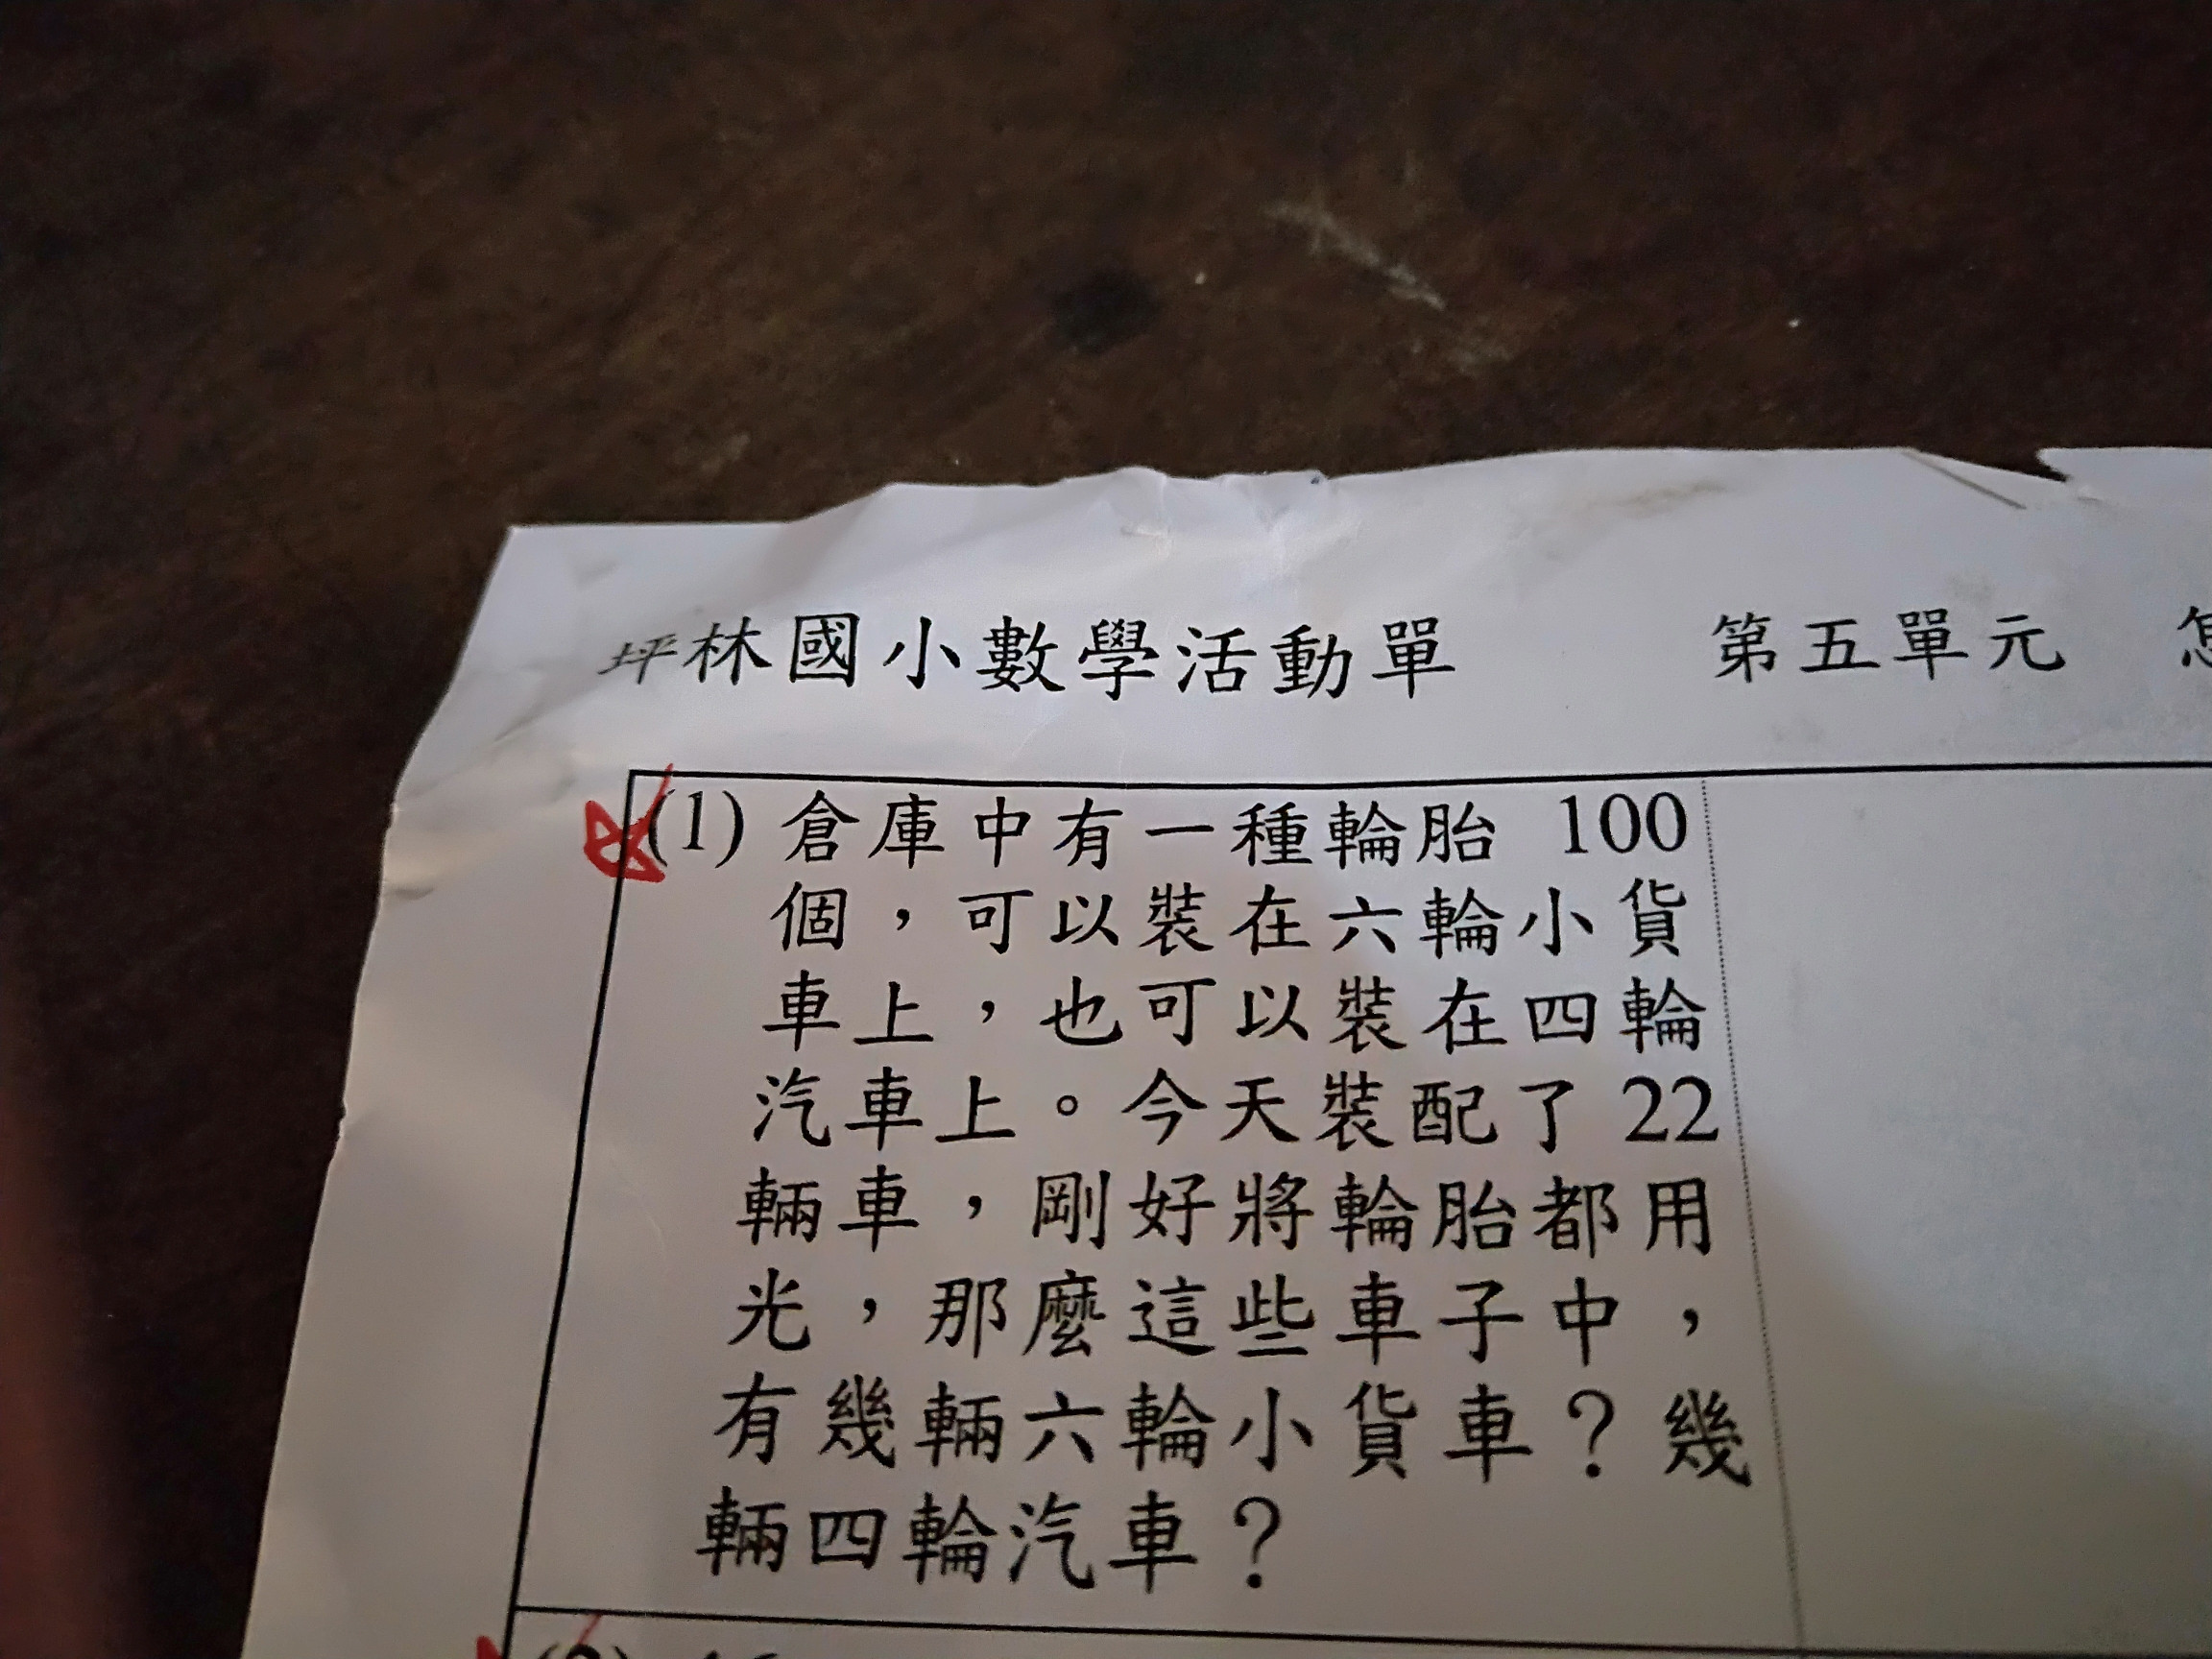 坪林國小數學活動單 第五單元
(1) 倉庫中有一種輪胎 100
個，可以裝在六輪小貨
車上，也可以裝在四輪
汽車上。今天裝配了 22
輛車，剛好將輪胎都用
光，那麼這些車子中，
有幾輛六輪小貨車？幾
輛四輪汽車？